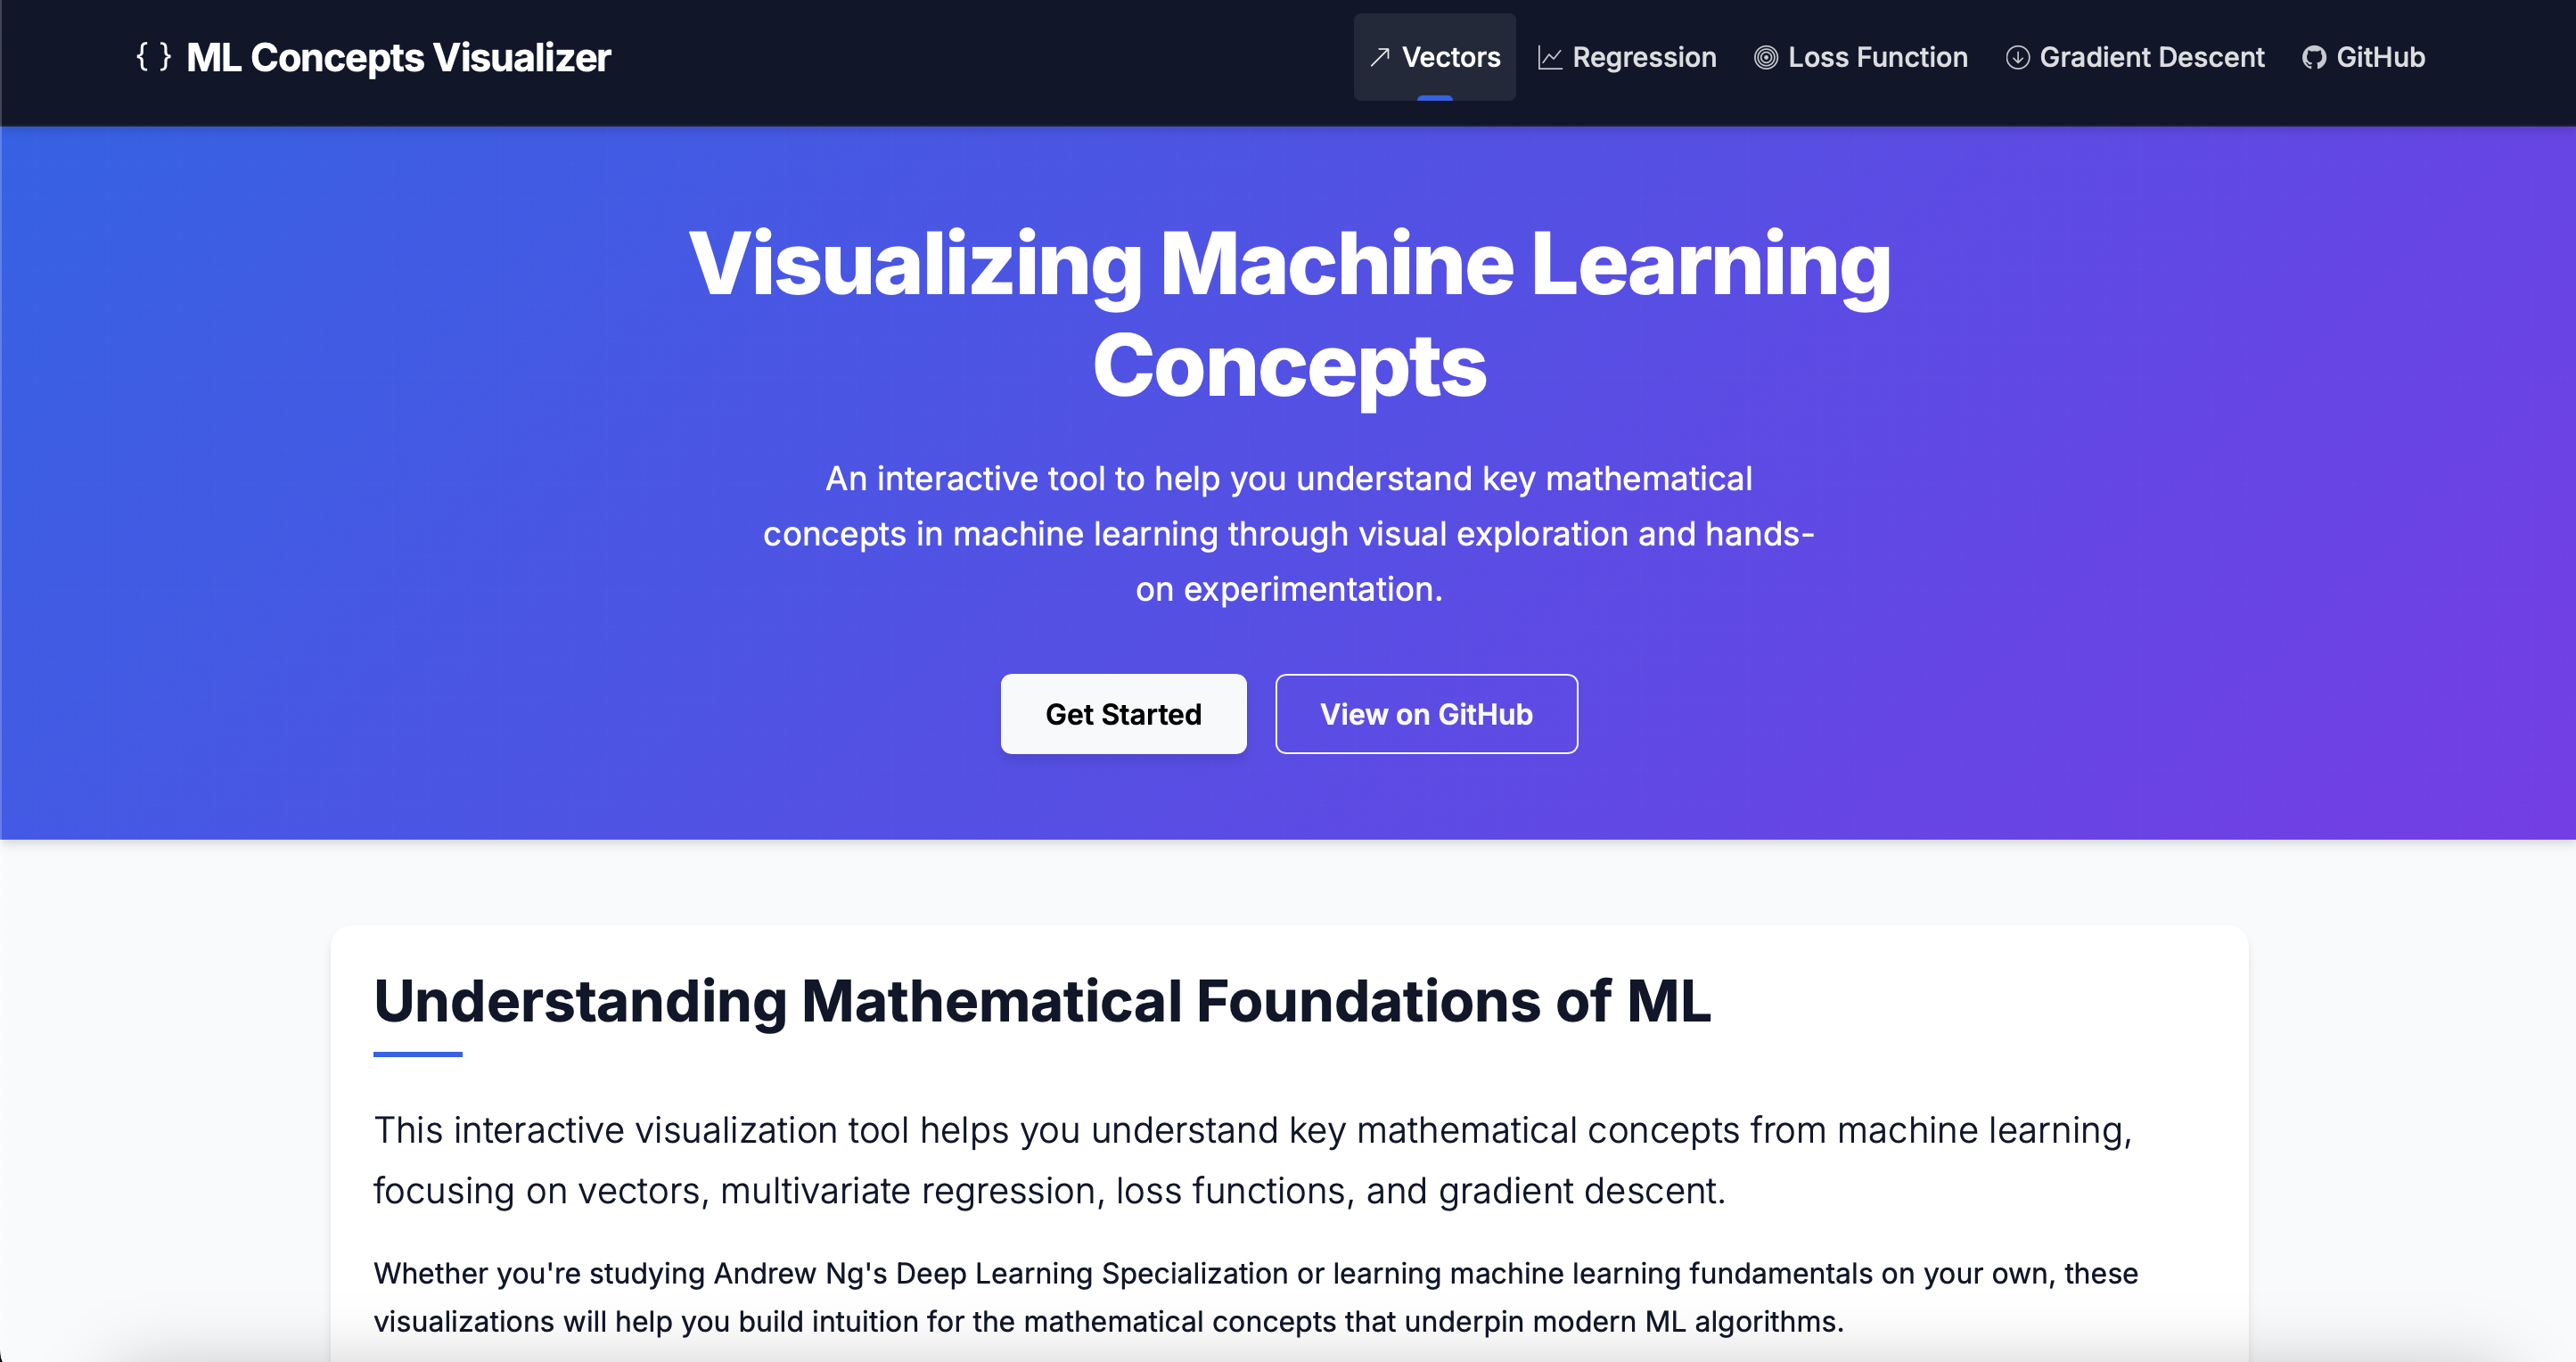 { } ML Concepts Visualizer
Vectors
Regression
Loss Function
Gradient Descent
GitHub
Visualizing Machine Learning
Concepts
An interactive tool to help you understand key mathematical
concepts in machine learning through visual exploration and hands-
on experimentation.
Get Started
View on GitHub
Understanding Mathematical Foundations of ML
This interactive visualization tool helps you understand key mathematical concepts from machine learning,
focusing on vectors, multivariate regression, loss functions, and gradient descent.
Whether you're studying Andrew Ng's Deep Learning Specialization or learning machine learning fundamentals on your own, these
visualizations will help you build intuition for the mathematical concepts that underpin modern ML algorithms.